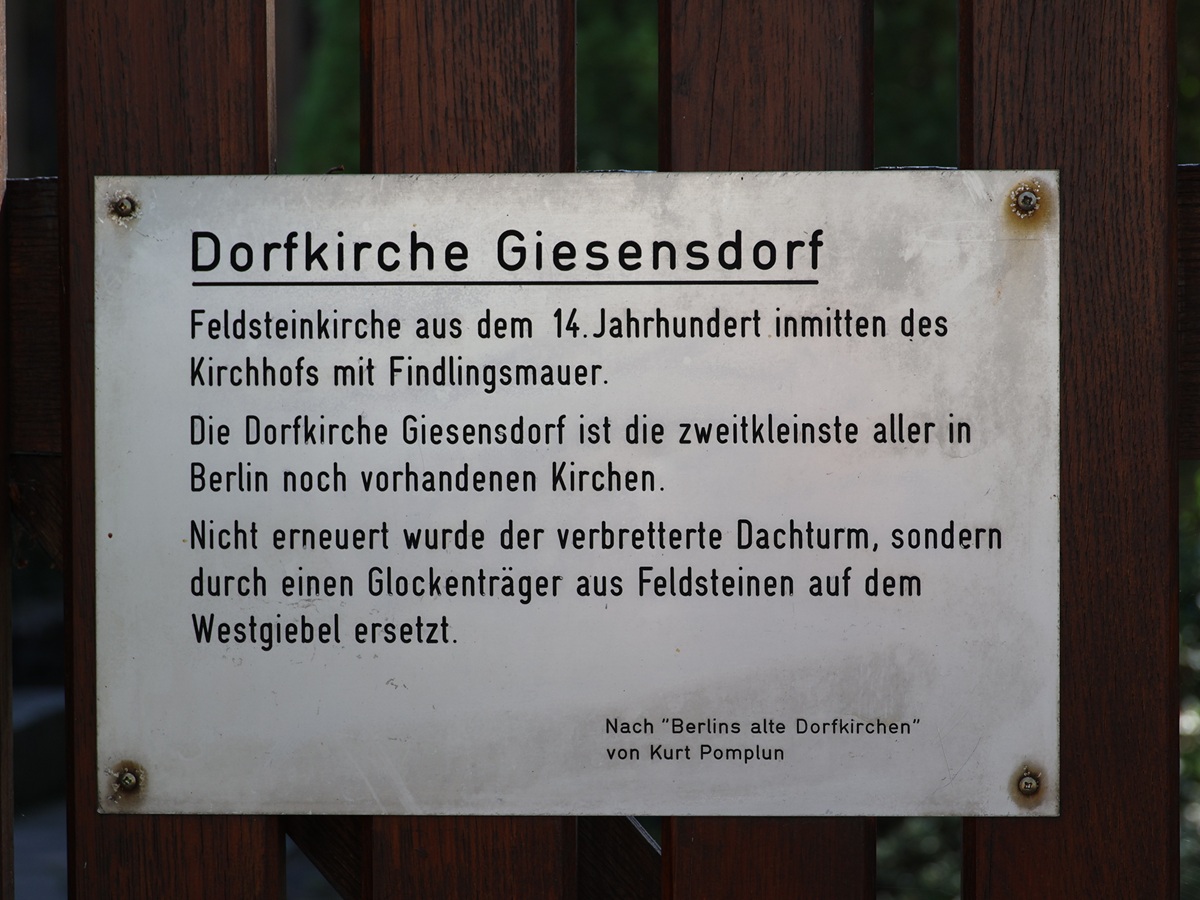 Dorfkirche Giesensdorf
Feldsteinkirche aus dem 14. Jahrhundert inmitten des
Kirchhofs mit Findlingsmauer.
Die Dorfkirche Giesensdorf ist die zweitkleinste aller in
Berlin noch vorhandenen Kirchen.
Nicht erneuert wurde der verbretterte Dachturm, sondern
durch einen Glockenträger aus Feldsteinen auf dem
Westgiebel ersetzt.
Nach "Berlins alte Dorfkirchen"
von Kurt Pomplun